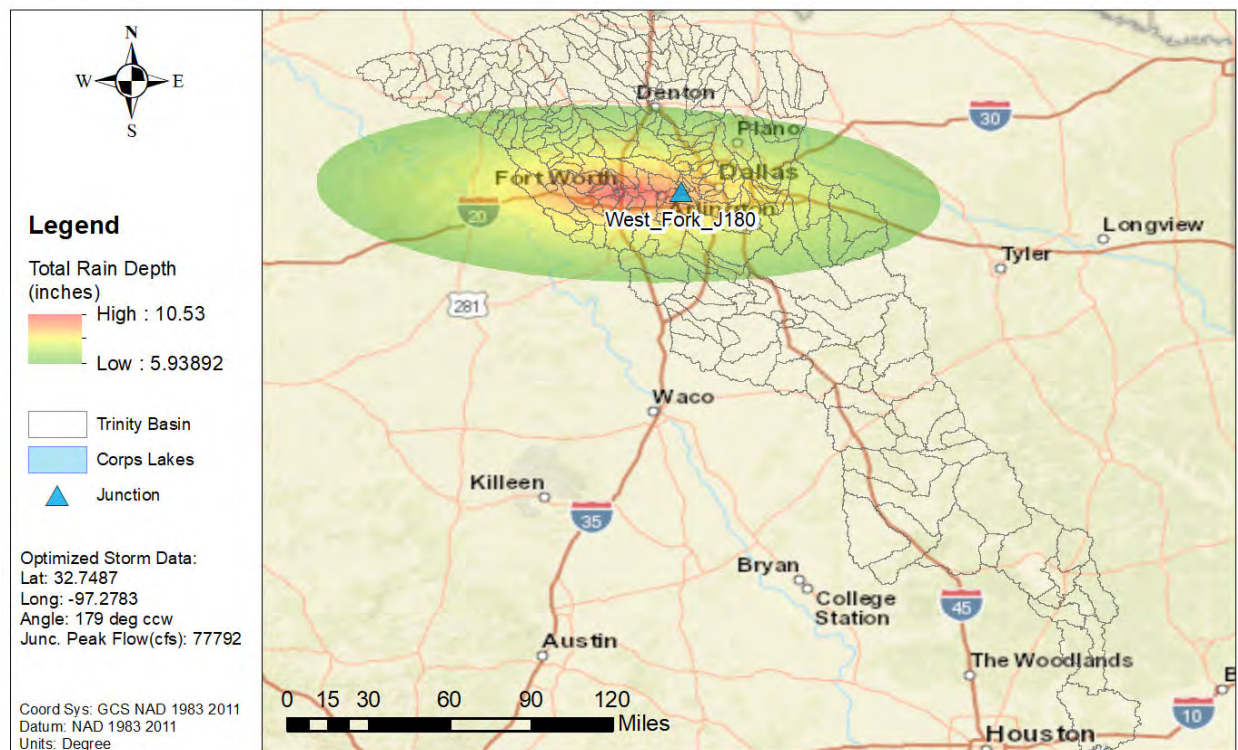 N
W
E
S
Legend
Total Rain Depth
(inches)
High : 10.53
Low : 5.93892
Trinity Basin
Corps Lakes
Junction
Optimized Storm Data:
Lat: 32.7487
Long: -97.2783
Angle: 179 deg ccw
Junc. Peak Flow(cfs): 77792
Coord Sys: GCS NAD 1983 2011
Datum: NAD 1983 2011
Units: Degree
Denton
Plano
30
Dallas
Fort Worth
Arlington
20
West_Fork_J180
Longview
Tyler
281
Waco
Killeen
35
Bryan
College
Station
45
Austin
The Woodlands
10
Houston
0 15 30 60 90 120
Miles